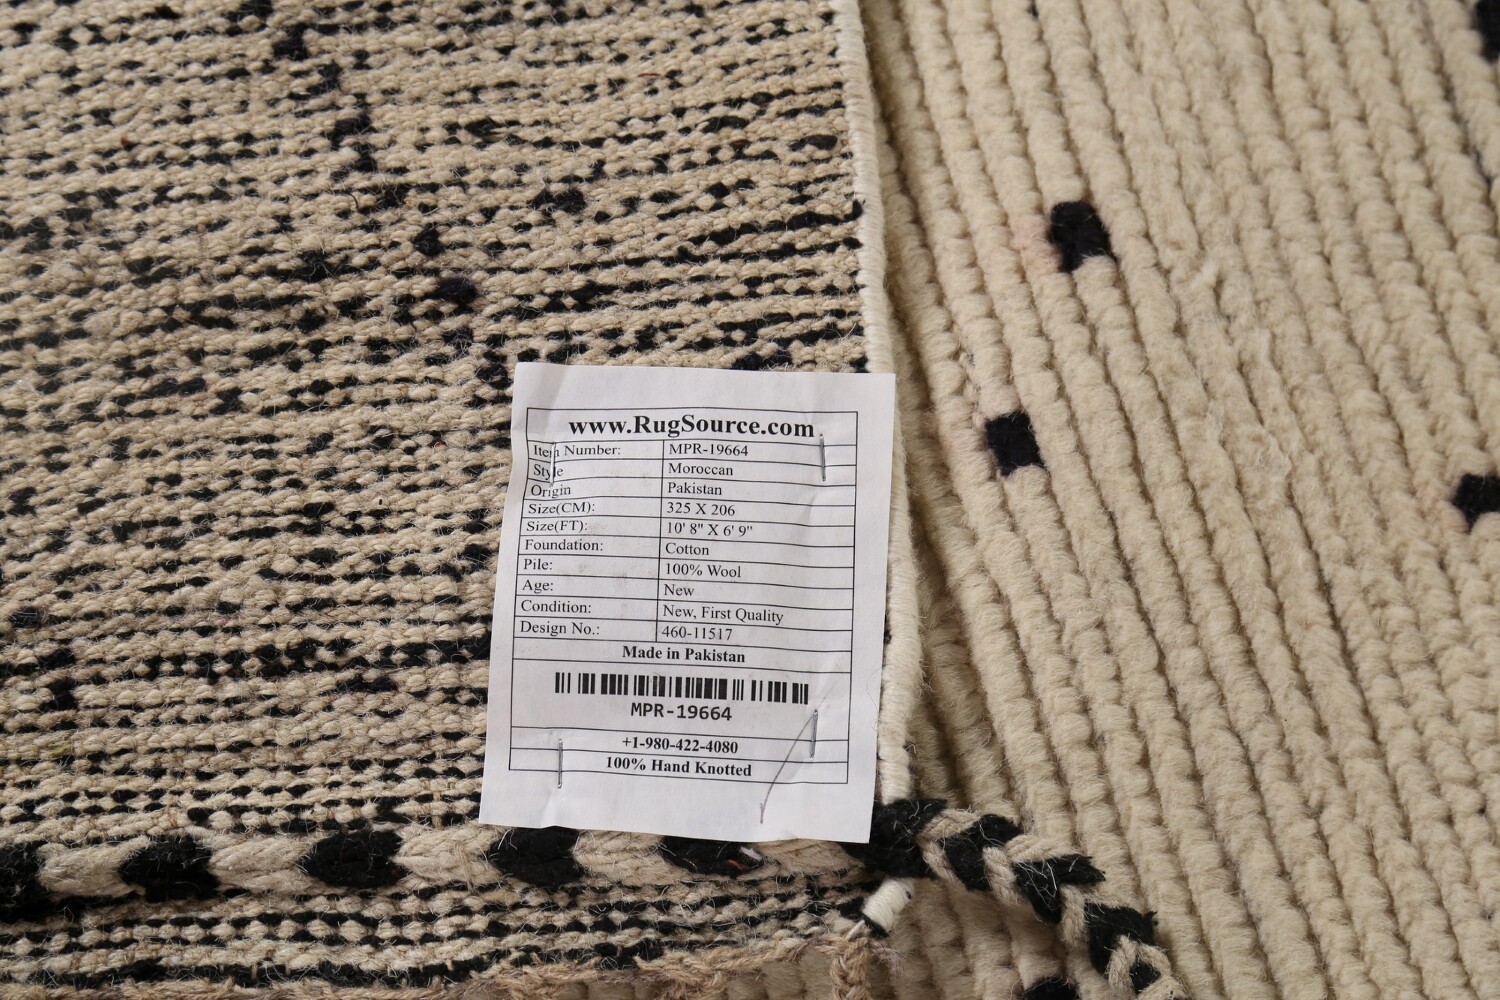 www.RugSource.com
Item Number: MPR-19664
Style Moroccan
Origin Pakistan
Size(CM): 325 X 206
Size(FT): 10' 8" X 6' 9"
Foundation: Cotton
Pile: 100% Wool
Age: New
Condition: New, First Quality
Design No.: 460-11517
Made in Pakistan
MPR-19664
+1-980-422-4080
100% Hand Knotted